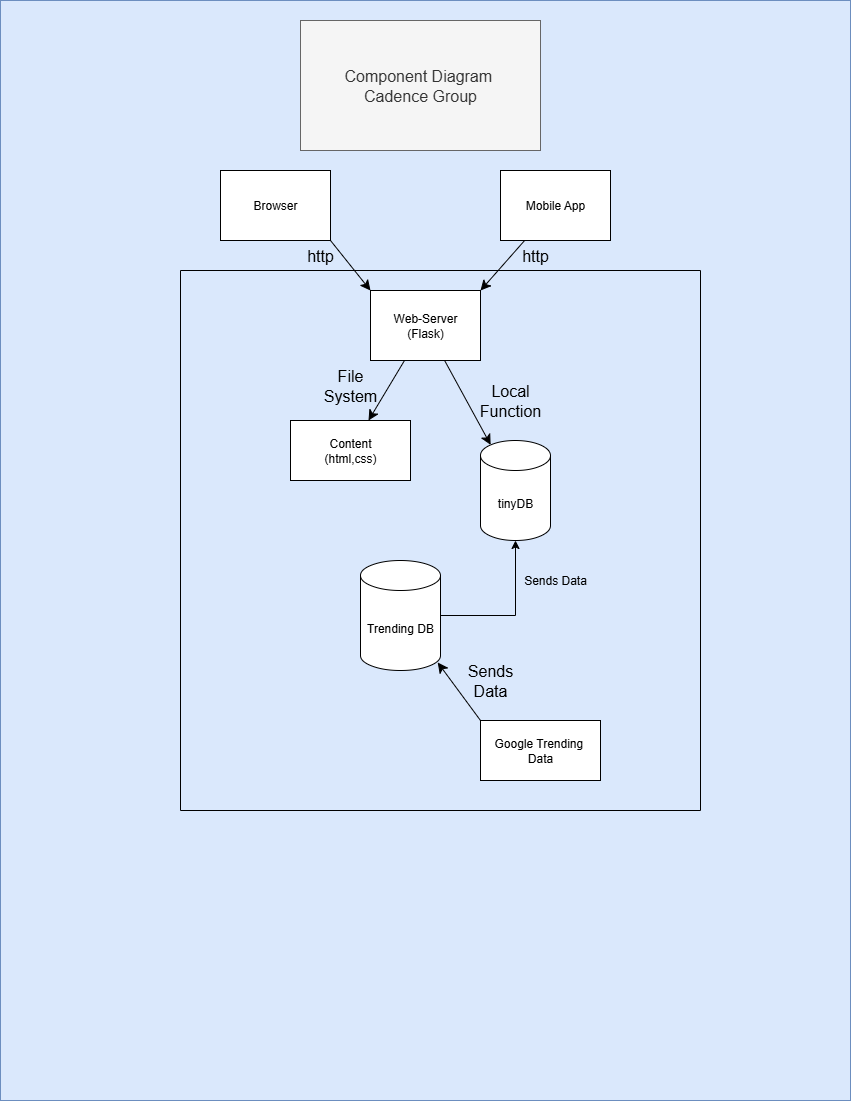 Component Diagram
Cadence Group
Browser
Mobile App
http
http
Web-Server
(Flask)
File
System
Local
Function
Content
(html,css)
tinyDB
Sends Data
Trending DB
Sends
Data
Google Trending
Data